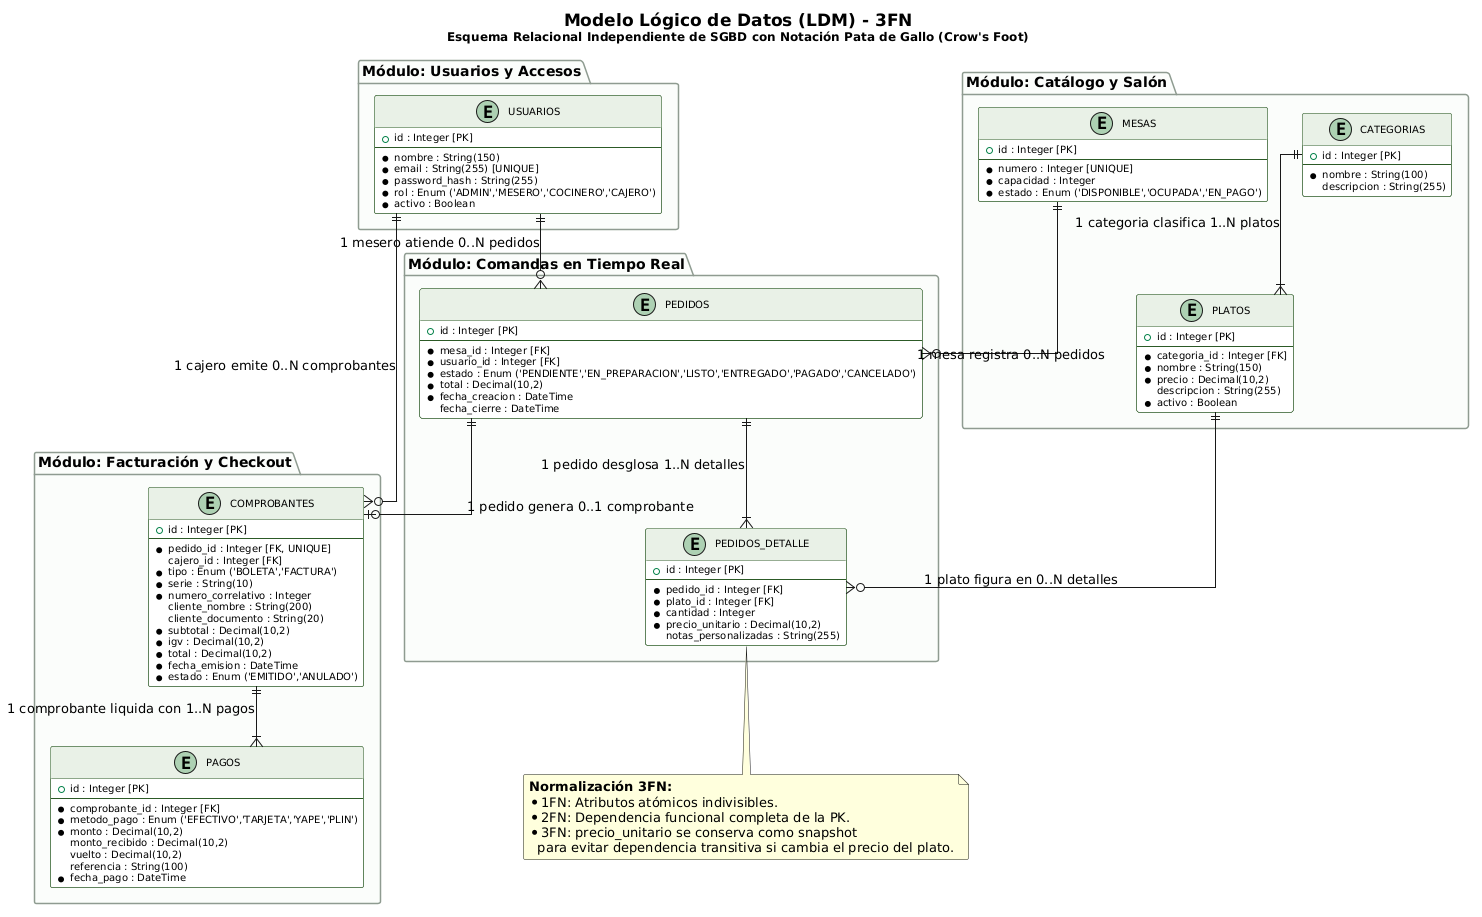 Modelo Lógico de Datos (LDM) - 3FN
Esquema Relacional Independiente de SGBD con Notación Pata de Gallo (Crow's Foot)
Módulo: Usuarios y Accesos
E USUARIOS
id : Integer [PK]
nombre : String(150)
email : String(255) [UNIQUE]
password_hash : String(255)
rol : Enum ('ADMIN','MESERO','COCINERO','CAJERO')
activo : Boolean
Módulo: Catálogo y Salón
E MESAS
id : Integer [PK]
numero : Integer [UNIQUE]
capacidad : Integer
estado : Enum ('DISPONIBLE','OCUPADA','EN_PAGO')
E CATEGORIAS
id : Integer [PK]
nombre : String(100)
descripcion : String(255)
1 categoria clasifica 1..N platos
E PLATOS
id : Integer [PK]
categoria_id : Integer [FK]
nombre : String(150)
precio : Decimal(10,2)
descripcion : String(255)
activo : Boolean
1 mesero atiende 0..N pedidos
Módulo: Comandas en Tiempo Real
E PEDIDOS
id : Integer [PK]
mesa_id : Integer [FK]
usuario_id : Integer [FK]
estado : Enum ('PENDIENTE','EN_PREPARACION','LISTO','ENTREGADO','PAGADO','CANCELADO')
total : Decimal(10,2)
fecha_creacion : DateTime
fecha_cierre : DateTime
1 mesa registra 0..N pedidos
1 cajero emite 0..N comprobantes
1 pedido desglosa 1..N detalles
1 pedido genera 0..1 comprobante
E PEDIDOS_DETALLE
id : Integer [PK]
pedido_id : Integer [FK]
plato_id : Integer [FK]
cantidad : Integer
precio_unitario : Decimal(10,2)
notas_personalizadas : String(255)
1 plato figura en 0..N detalles
Módulo: Facturación y Checkout
E COMPROBANTES
id : Integer [PK]
pedido_id : Integer [FK, UNIQUE]
cajero_id : Integer [FK]
tipo : Enum ('BOLETA','FACTURA')
serie : String(10)
numero_correlativo : Integer
cliente_nombre : String(200)
cliente_documento : String(20)
subtotal : Decimal(10,2)
igv : Decimal(10,2)
total : Decimal(10,2)
fecha_emision : DateTime
estado : Enum ('EMITIDO','ANULADO')
1 comprobante liquida con 1..N pagos
E PAGOS
id : Integer [PK]
comprobante_id : Integer [FK]
metodo_pago : Enum ('EFECTIVO','TARJETA','YAPE','PLIN')
monto : Decimal(10,2)
monto_recibido : Decimal(10,2)
vuelto : Decimal(10,2)
referencia : String(100)
fecha_pago : DateTime
Normalización 3FN:
• 1FN: Atributos atómicos indivisibles.
• 2FN: Dependencia funcional completa de la PK.
• 3FN: precio_unitario se conserva como snapshot
para evitar dependencia transitiva si cambia el precio del plato.